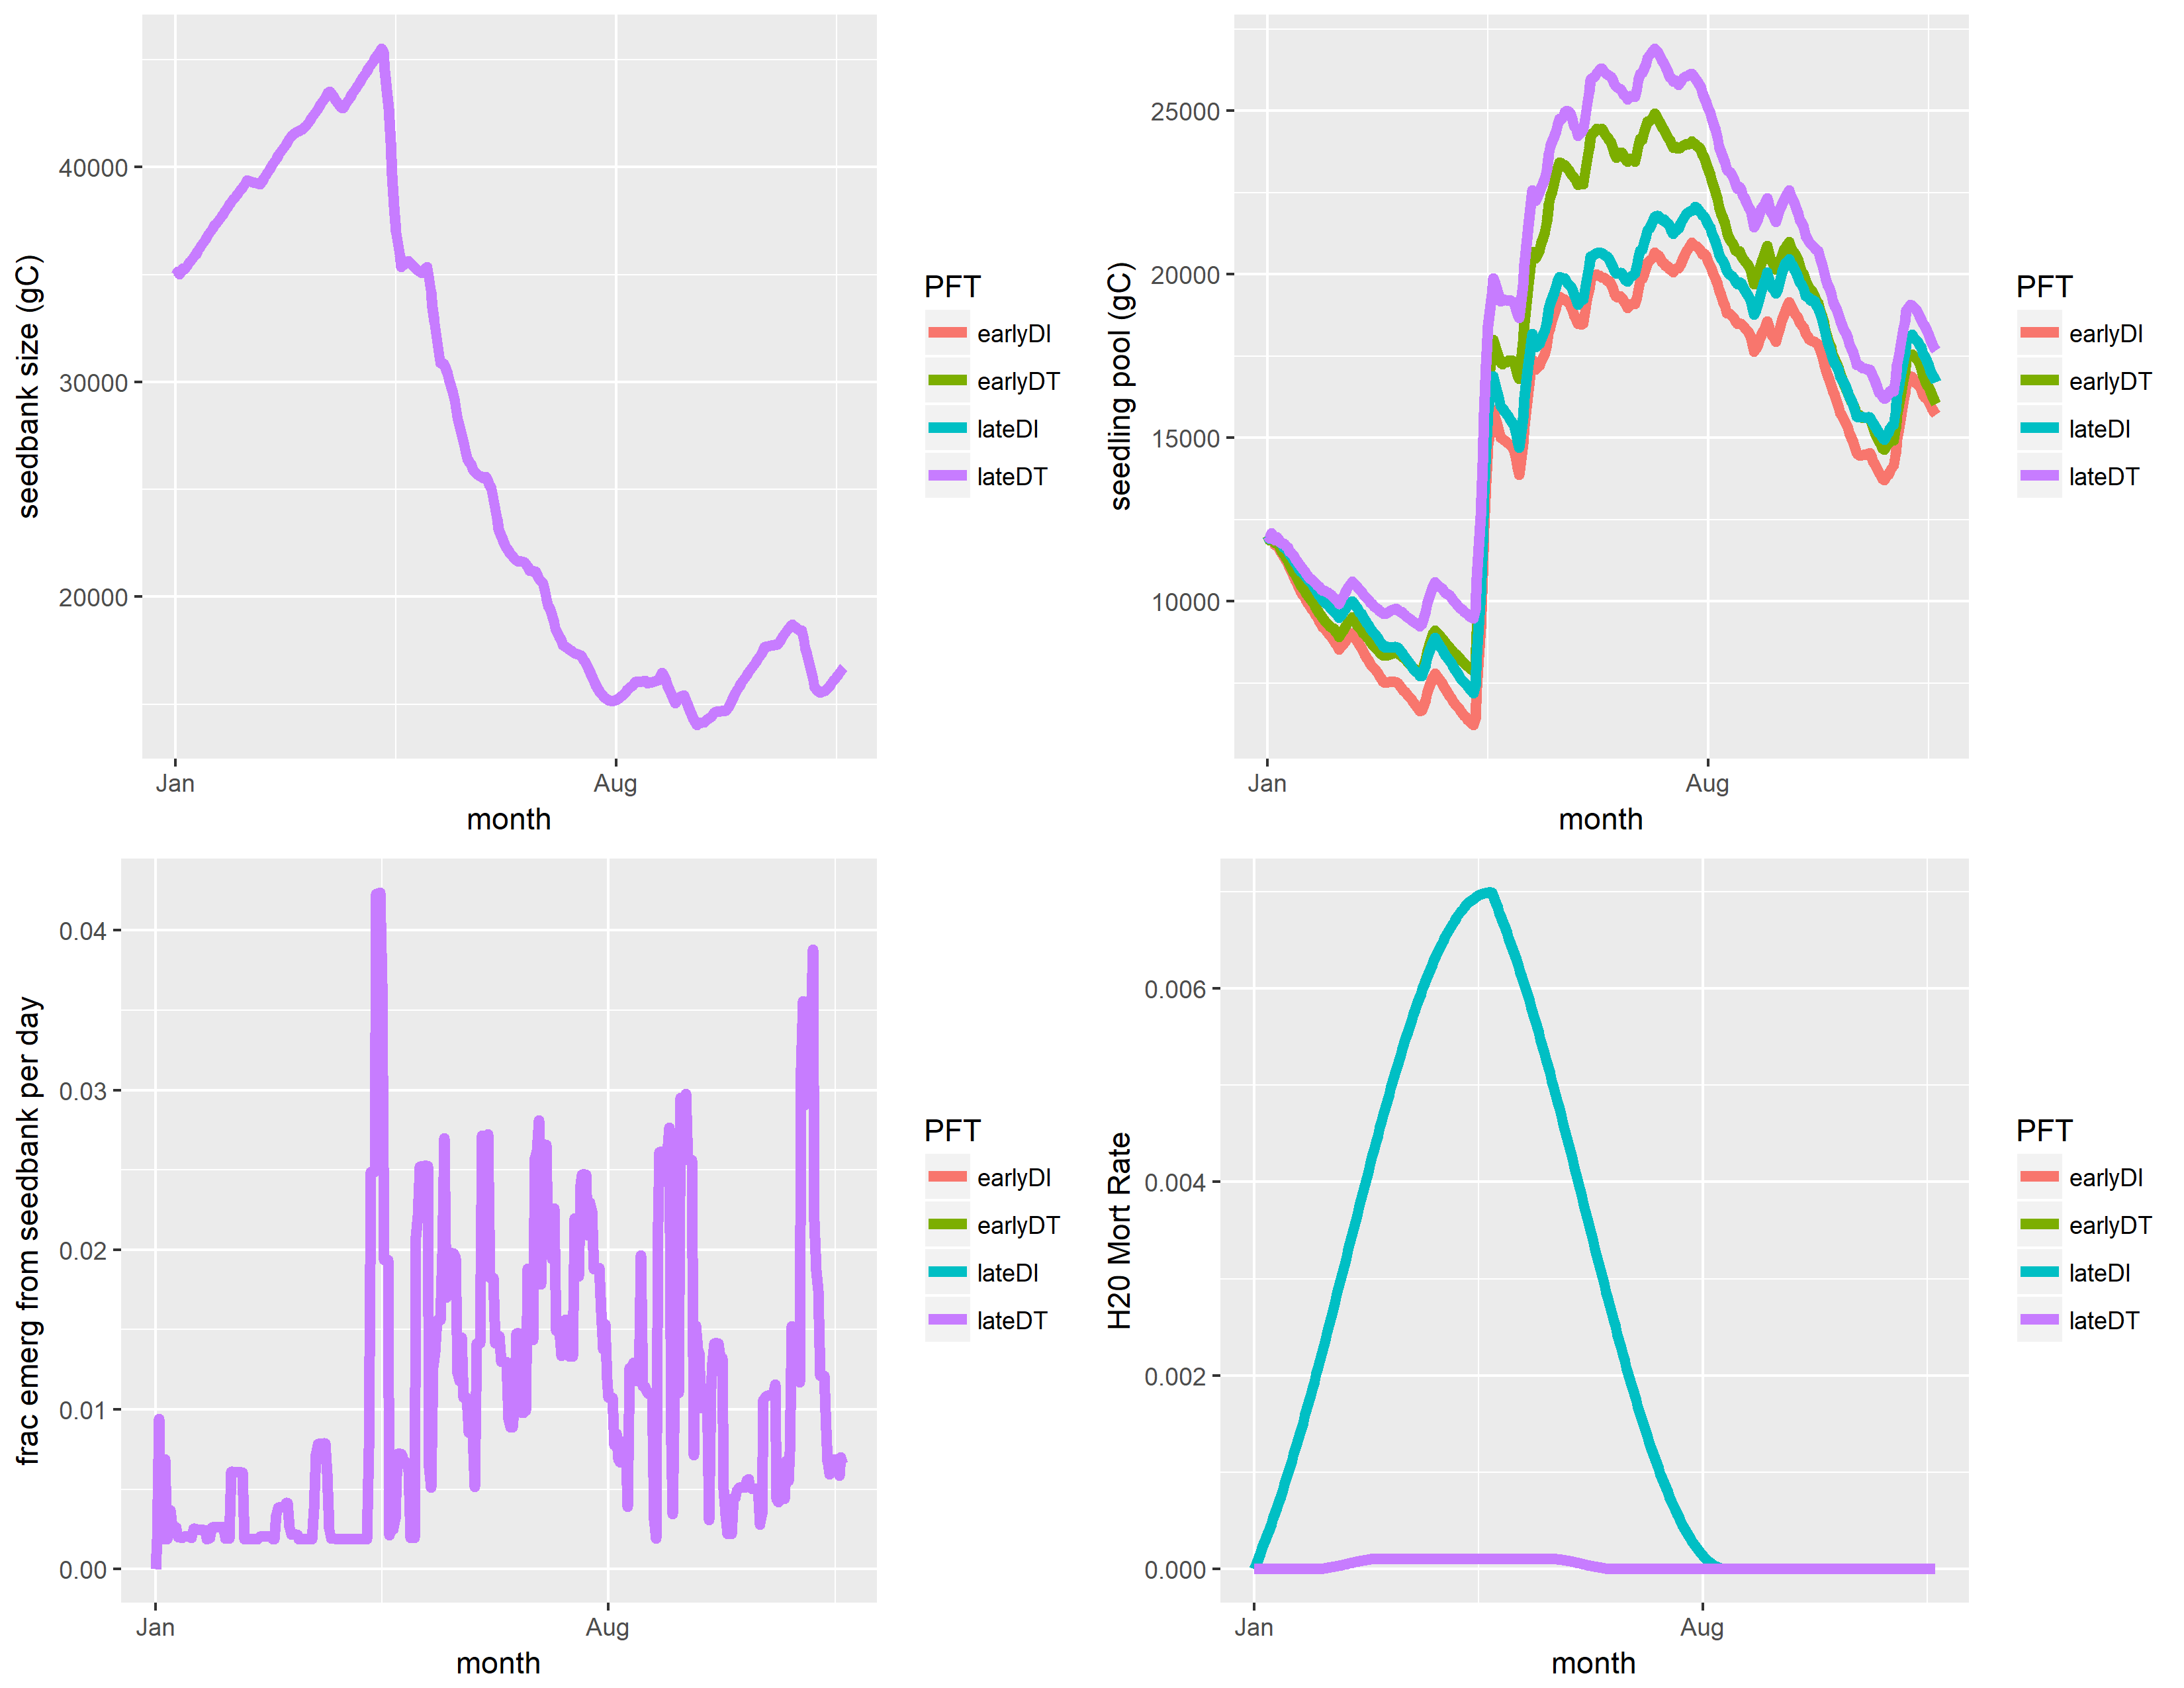 seedbank size (gC)
40000
30000
20000
Jan
Aug
month
PFT
earlyDI
earlyDT
lateDI
lateDT
seedling pool (gC)
25000
20000
15000
10000
Jan
Aug
month
PFT
earlyDI
earlyDT
lateDI
lateDT
frac emerg from seedbank per day
0.04
0.03
0.02
0.01
0.00
Jan
Aug
month
PFT
earlyDI
earlyDT
lateDI
lateDT
H20 Mort Rate
0.006
0.004
0.002
0.000
Jan
Aug
month
PFT
earlyDI
earlyDT
lateDI
lateDT